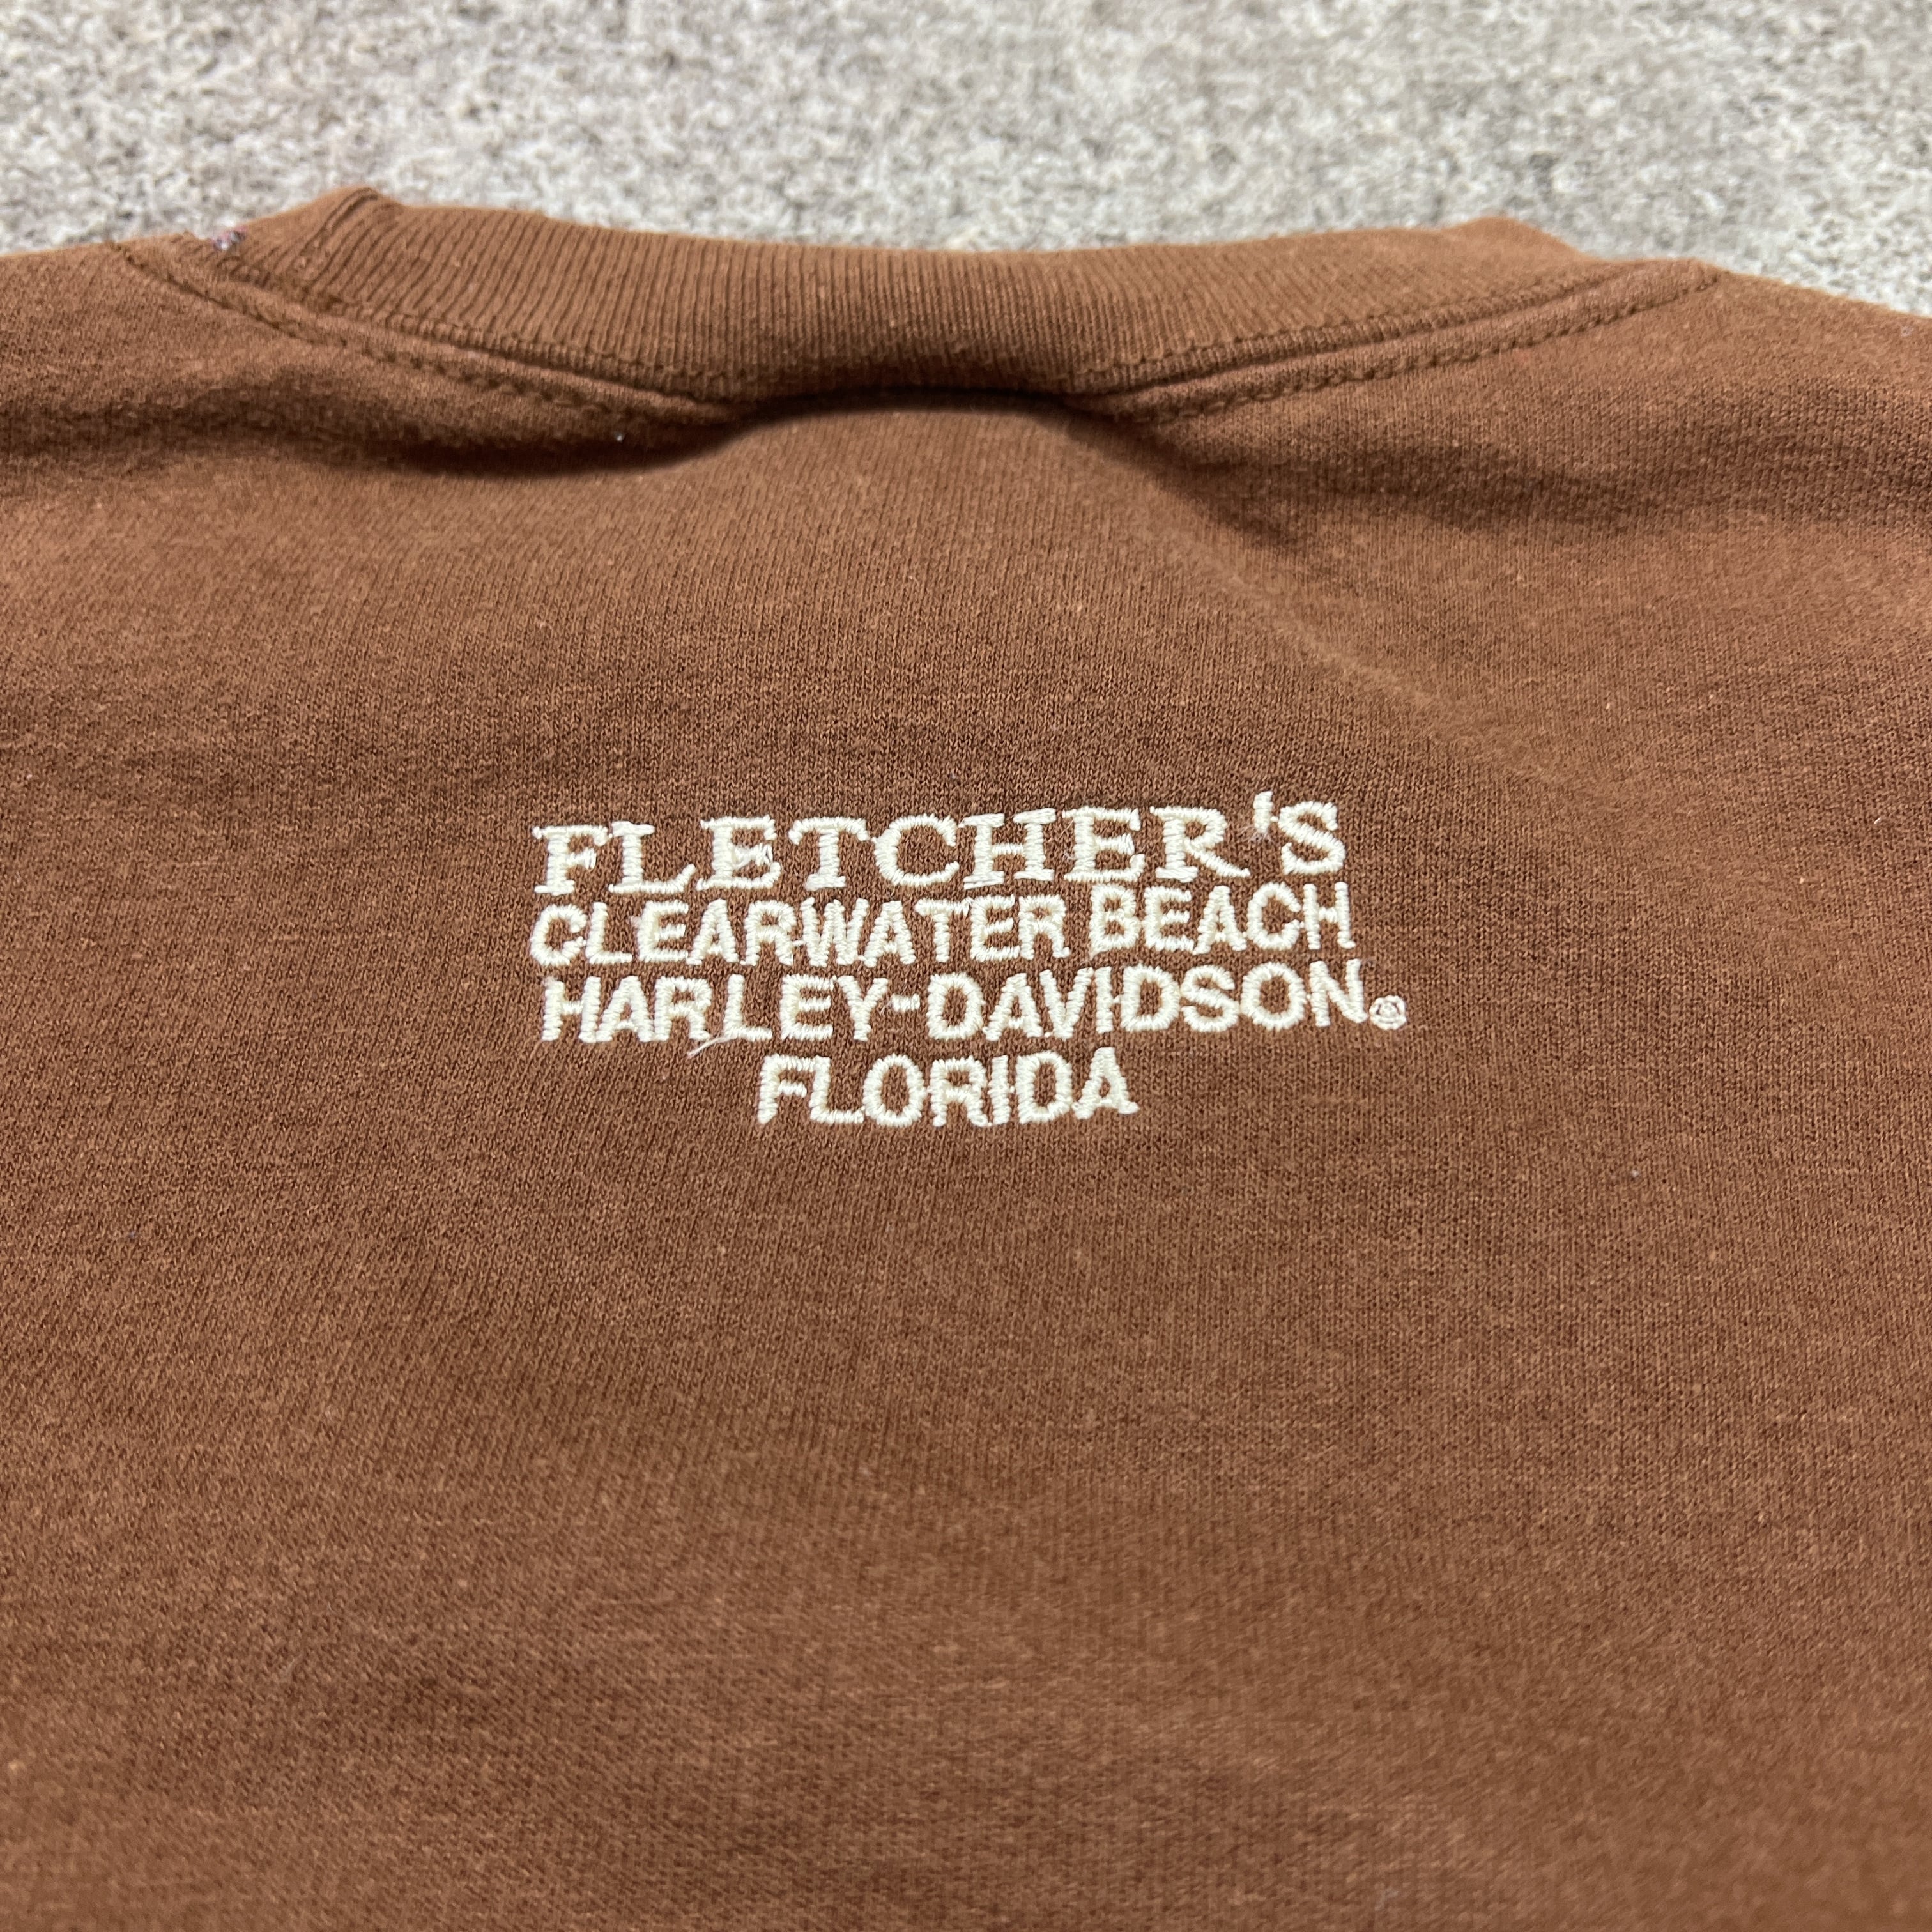 FLETCHER'S
CLEARWATER BEACH
HARLEY-DAVIDSON®
FLORIDA